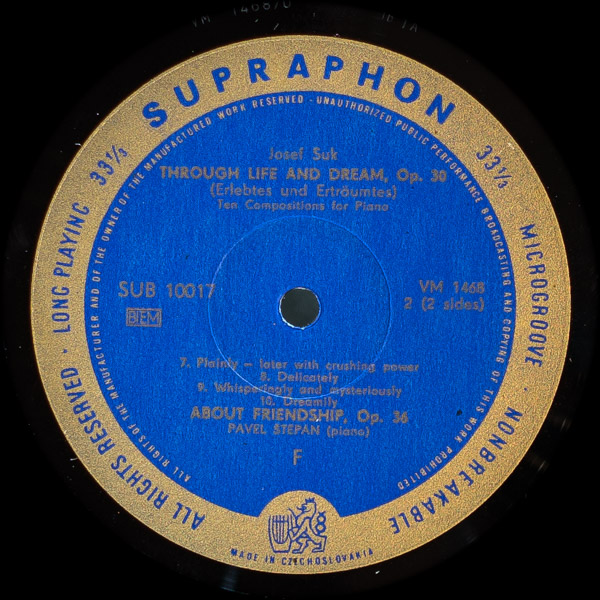 SUPRAPHON
33⅓
33⅓
LONG PLAYING
MICROGROOVE
ALL RIGHTS RESERVED
NONBREAKABLE
ALL RIGHTS OF THE MANUFACTURER AND OF THE OWNER OF THE MANUFACTURED WORK RESERVED - UNAUTHORIZED PUBLIC PERFORMANCE BROADCASTING AND COPYING OF THIS WORK PROHIBITED
Josef Suk
THROUGH LIFE AND DREAM, Op. 30
(Erlebtes und Erträumtes)
Ten Compositions for Piano
SUB 10017
VM 1468
BIEM
2 (2 sides)
7. Plainly – later with crushing power
8. Delicately
9. Whisperingly and mysteriously
10. Dreamily
ABOUT FRIENDSHIP, Op. 36
PAVEL ŠTĚPÁN (piano)
F
MADE IN CZECHOSLOVAKIA